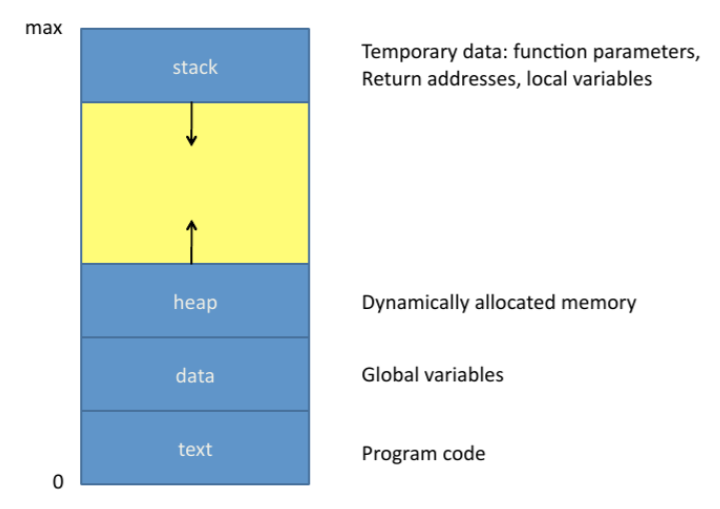 max
stack
Temporary data: function parameters,
Return addresses, local variables
heap
Dynamically allocated memory
data
Global variables
text
Program code
0